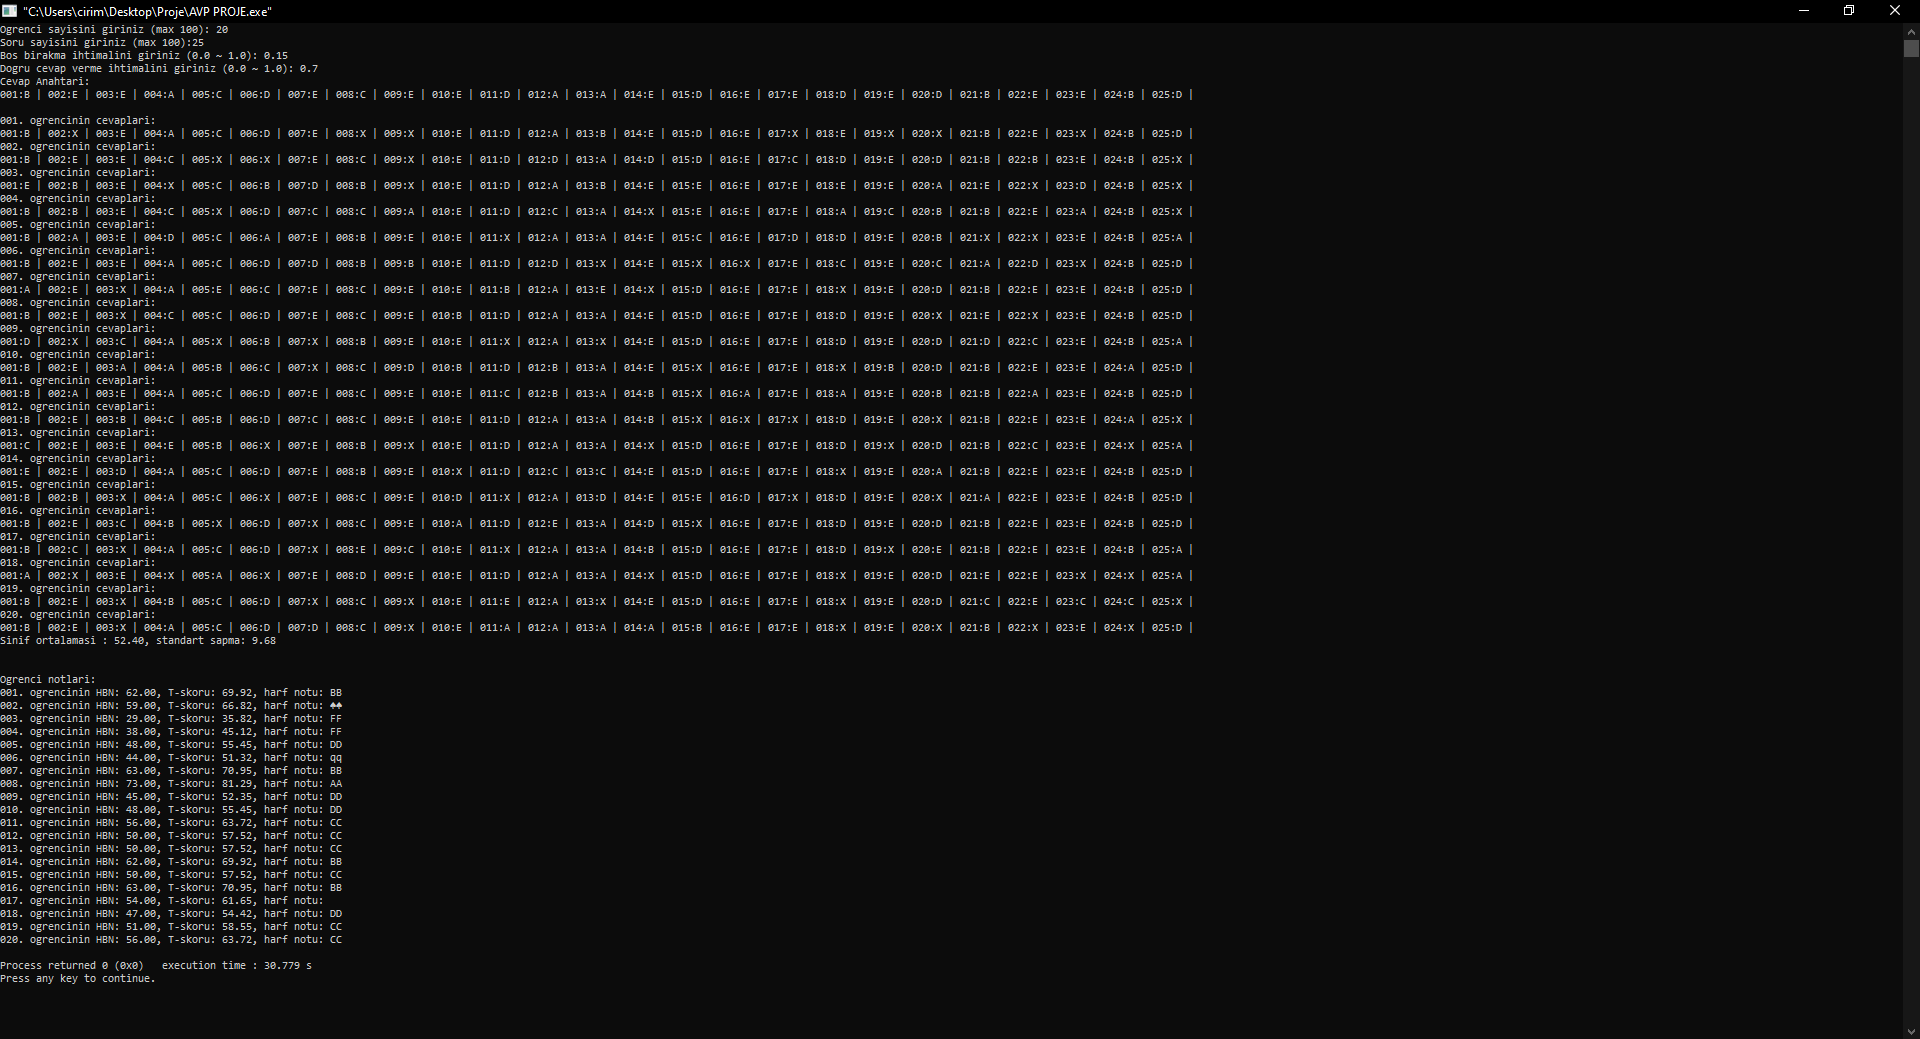 "C:\Users\cirim\Desktop\Proje\AVP PROJE.exe"
Ogrenci sayisini giriniz (max 100): 20
Soru sayisini giriniz (max 100):25
Bos birakma ihtimalini giriniz (0.0 ~ 1.0): 0.15
Dogru cevap verme ihtimalini giriniz (0.0 ~ 1.0): 0.7
Cevap Anahtari:
001:B | 002:E | 003:E | 004:A | 005:C | 006:D | 007:E | 008:C | 009:E | 010:E | 011:D | 012:A | 013:A | 014:E | 015:D | 016:E | 017:E | 018:D | 019:E | 020:D | 021:B | 022:E | 023:E | 024:B | 025:D |
001. ogrencinin cevaplari:
001:B | 002:X | 003:E | 004:A | 005:C | 006:D | 007:E | 008:X | 009:X | 010:E | 011:D | 012:A | 013:B | 014:E | 015:D | 016:E | 017:X | 018:E | 019:X | 020:X | 021:B | 022:E | 023:X | 024:B | 025:D |
002. ogrencinin cevaplari:
001:B | 002:E | 003:E | 004:C | 005:X | 006:X | 007:E | 008:C | 009:X | 010:E | 011:D | 012:D | 013:A | 014:D | 015:D | 016:E | 017:C | 018:D | 019:E | 020:D | 021:B | 022:B | 023:E | 024:B | 025:X |
003. ogrencinin cevaplari:
001:E | 002:B | 003:E | 004:X | 005:C | 006:B | 007:D | 008:B | 009:X | 010:E | 011:D | 012:A | 013:B | 014:E | 015:E | 016:E | 017:E | 018:E | 019:E | 020:A | 021:E | 022:X | 023:D | 024:B | 025:X |
004. ogrencinin cevaplari:
001:B | 002:B | 003:E | 004:C | 005:X | 006:D | 007:C | 008:C | 009:A | 010:E | 011:D | 012:C | 013:A | 014:X | 015:E | 016:E | 017:E | 018:A | 019:C | 020:B | 021:B | 022:E | 023:A | 024:B | 025:X |
005. ogrencinin cevaplari:
001:B | 002:A | 003:E | 004:D | 005:C | 006:A | 007:E | 008:B | 009:E | 010:E | 011:X | 012:A | 013:A | 014:E | 015:C | 016:E | 017:D | 018:D | 019:E | 020:B | 021:X | 022:X | 023:E | 024:B | 025:A |
006. ogrencinin cevaplari:
001:B | 002:E | 003:E | 004:A | 005:C | 006:D | 007:D | 008:B | 009:B | 010:E | 011:D | 012:D | 013:X | 014:E | 015:X | 016:X | 017:E | 018:C | 019:E | 020:C | 021:A | 022:D | 023:X | 024:B | 025:D |
007. ogrencinin cevaplari:
001:A | 002:E | 003:X | 004:A | 005:E | 006:C | 007:E | 008:C | 009:E | 010:E | 011:B | 012:A | 013:E | 014:X | 015:D | 016:E | 017:E | 018:X | 019:E | 020:D | 021:B | 022:E | 023:E | 024:B | 025:D |
008. ogrencinin cevaplari:
001:B | 002:E | 003:X | 004:C | 005:C | 006:D | 007:E | 008:C | 009:E | 010:B | 011:D | 012:A | 013:A | 014:E | 015:D | 016:E | 017:E | 018:D | 019:E | 020:X | 021:E | 022:X | 023:E | 024:B | 025:D |
009. ogrencinin cevaplari:
001:D | 002:X | 003:C | 004:A | 005:X | 006:B | 007:X | 008:B | 009:E | 010:E | 011:X | 012:A | 013:X | 014:E | 015:D | 016:E | 017:E | 018:D | 019:E | 020:D | 021:D | 022:C | 023:E | 024:B | 025:A |
010. ogrencinin cevaplari:
001:B | 002:E | 003:A | 004:A | 005:B | 006:C | 007:X | 008:C | 009:D | 010:B | 011:D | 012:B | 013:A | 014:E | 015:X | 016:E | 017:E | 018:X | 019:B | 020:D | 021:B | 022:E | 023:E | 024:A | 025:D |
011. ogrencinin cevaplari:
001:B | 002:A | 003:E | 004:A | 005:C | 006:D | 007:E | 008:C | 009:E | 010:E | 011:C | 012:B | 013:A | 014:B | 015:X | 016:A | 017:E | 018:A | 019:E | 020:B | 021:B | 022:A | 023:E | 024:B | 025:D |
012. ogrencinin cevaplari:
001:B | 002:E | 003:B | 004:C | 005:B | 006:D | 007:C | 008:C | 009:E | 010:E | 011:D | 012:A | 013:A | 014:B | 015:X | 016:X | 017:X | 018:D | 019:E | 020:X | 021:B | 022:E | 023:E | 024:A | 025:X |
013. ogrencinin cevaplari:
001:C | 002:E | 003:E | 004:E | 005:B | 006:X | 007:E | 008:B | 009:X | 010:E | 011:D | 012:A | 013:A | 014:X | 015:D | 016:E | 017:E | 018:D | 019:X | 020:D | 021:B | 022:C | 023:E | 024:X | 025:A |
014. ogrencinin cevaplari:
001:E | 002:E | 003:D | 004:A | 005:C | 006:D | 007:E | 008:B | 009:E | 010:X | 011:D | 012:C | 013:C | 014:E | 015:D | 016:E | 017:E | 018:X | 019:E | 020:A | 021:B | 022:E | 023:E | 024:B | 025:D |
015. ogrencinin cevaplari:
001:B | 002:B | 003:X | 004:A | 005:C | 006:X | 007:E | 008:C | 009:E | 010:D | 011:X | 012:A | 013:D | 014:E | 015:E | 016:D | 017:X | 018:D | 019:E | 020:X | 021:A | 022:E | 023:E | 024:B | 025:D |
016. ogrencinin cevaplari:
001:B | 002:E | 003:C | 004:B | 005:X | 006:D | 007:X | 008:C | 009:E | 010:A | 011:D | 012:E | 013:A | 014:D | 015:X | 016:E | 017:E | 018:D | 019:E | 020:D | 021:B | 022:E | 023:E | 024:B | 025:D |
017. ogrencinin cevaplari:
001:B | 002:C | 003:X | 004:A | 005:C | 006:D | 007:X | 008:E | 009:C | 010:E | 011:X | 012:A | 013:A | 014:B | 015:D | 016:E | 017:E | 018:D | 019:X | 020:E | 021:B | 022:E | 023:E | 024:B | 025:A |
018. ogrencinin cevaplari:
001:A | 002:X | 003:E | 004:X | 005:A | 006:X | 007:E | 008:D | 009:E | 010:E | 011:D | 012:A | 013:A | 014:X | 015:D | 016:E | 017:E | 018:X | 019:E | 020:D | 021:E | 022:E | 023:X | 024:X | 025:A |
019. ogrencinin cevaplari:
001:B | 002:E | 003:X | 004:B | 005:C | 006:D | 007:X | 008:C | 009:X | 010:E | 011:E | 012:A | 013:X | 014:E | 015:D | 016:E | 017:E | 018:X | 019:E | 020:D | 021:C | 022:E | 023:C | 024:C | 025:X |
020. ogrencinin cevaplari:
001:B | 002:E | 003:X | 004:A | 005:C | 006:D | 007:D | 008:C | 009:X | 010:E | 011:A | 012:A | 013:A | 014:A | 015:B | 016:E | 017:E | 018:X | 019:E | 020:X | 021:B | 022:X | 023:E | 024:X | 025:D |
Sinif ortalamasi : 52.40, standart sapma: 9.68
Ogrenci notlari:
001. ogrencinin HBN: 62.00, T-skoru: 69.92, harf notu: BB
002. ogrencinin HBN: 59.00, T-skoru: 66.82, harf notu: ♠♠
003. ogrencinin HBN: 29.00, T-skoru: 35.82, harf notu: FF
004. ogrencinin HBN: 38.00, T-skoru: 45.12, harf notu: FF
005. ogrencinin HBN: 48.00, T-skoru: 55.45, harf notu: DD
006. ogrencinin HBN: 44.00, T-skoru: 51.32, harf notu: qq
007. ogrencinin HBN: 63.00, T-skoru: 70.95, harf notu: BB
008. ogrencinin HBN: 73.00, T-skoru: 81.29, harf notu: AA
009. ogrencinin HBN: 45.00, T-skoru: 52.35, harf notu: DD
010. ogrencinin HBN: 48.00, T-skoru: 55.45, harf notu: DD
011. ogrencinin HBN: 56.00, T-skoru: 63.72, harf notu: CC
012. ogrencinin HBN: 50.00, T-skoru: 57.52, harf notu: CC
013. ogrencinin HBN: 50.00, T-skoru: 57.52, harf notu: CC
014. ogrencinin HBN: 62.00, T-skoru: 69.92, harf notu: BB
015. ogrencinin HBN: 50.00, T-skoru: 57.52, harf notu: CC
016. ogrencinin HBN: 63.00, T-skoru: 70.95, harf notu: BB
017. ogrencinin HBN: 54.00, T-skoru: 61.65, harf notu:
018. ogrencinin HBN: 47.00, T-skoru: 54.42, harf notu: DD
019. ogrencinin HBN: 51.00, T-skoru: 58.55, harf notu: CC
020. ogrencinin HBN: 56.00, T-skoru: 63.72, harf notu: CC
Process returned 0 (0x0)   execution time : 30.779 s
Press any key to continue.